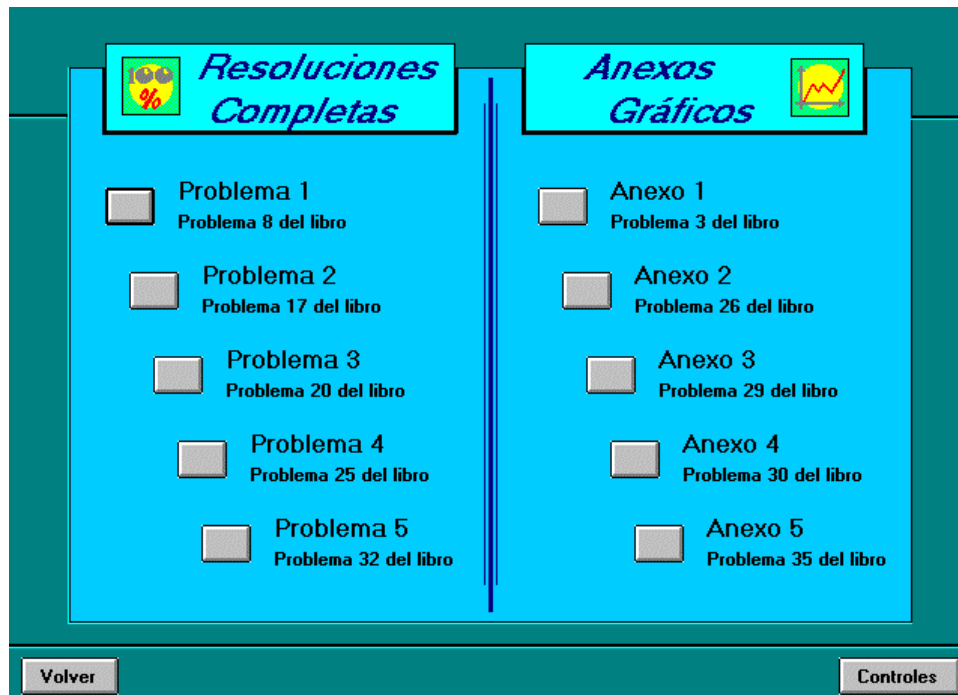 100
%
Resoluciones
Completas
Problema 1
Problema 8 del libro
Problema 2
Problema 17 del libro
Problema 3
Problema 20 del libro
Problema 4
Problema 25 del libro
Problema 5
Problema 32 del libro
Anexos
Gráficos
Anexo 1
Problema 3 del libro
Anexo 2
Problema 26 del libro
Anexo 3
Problema 29 del libro
Anexo 4
Problema 30 del libro
Anexo 5
Problema 35 del libro
Volver
Controles